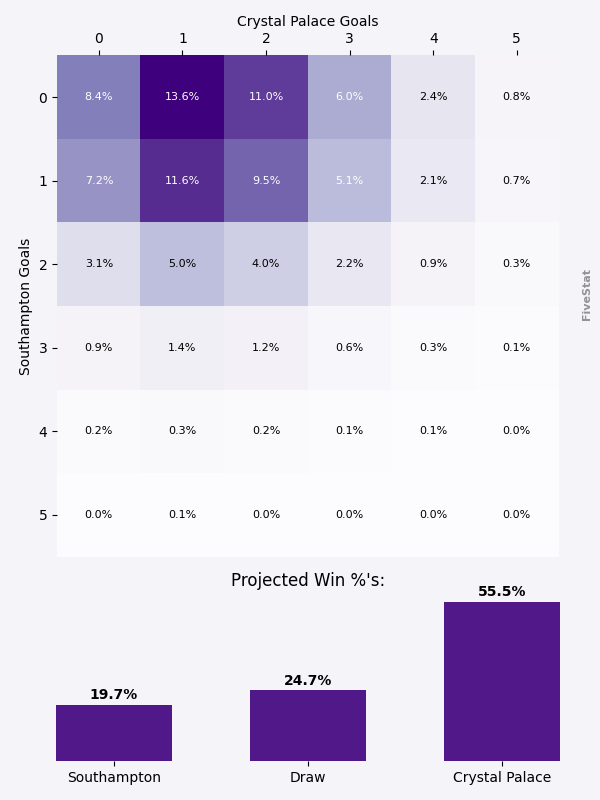 Crystal Palace Goals
0 1 2 3 4 5
0 8.4% 13.6% 11.0% 6.0% 2.4% 0.8%
1 7.2% 11.6% 9.5% 5.1% 2.1% 0.7%
2 3.1% 5.0% 4.0% 2.2% 0.9% 0.3%
3 0.9% 1.4% 1.2% 0.6% 0.3% 0.1%
4 0.2% 0.3% 0.2% 0.1% 0.1% 0.0%
5 0.0% 0.1% 0.0% 0.0% 0.0% 0.0%
Southampton Goals
FiveStat
Projected Win %'s:
19.7% 24.7% 55.5%
Southampton Draw Crystal Palace